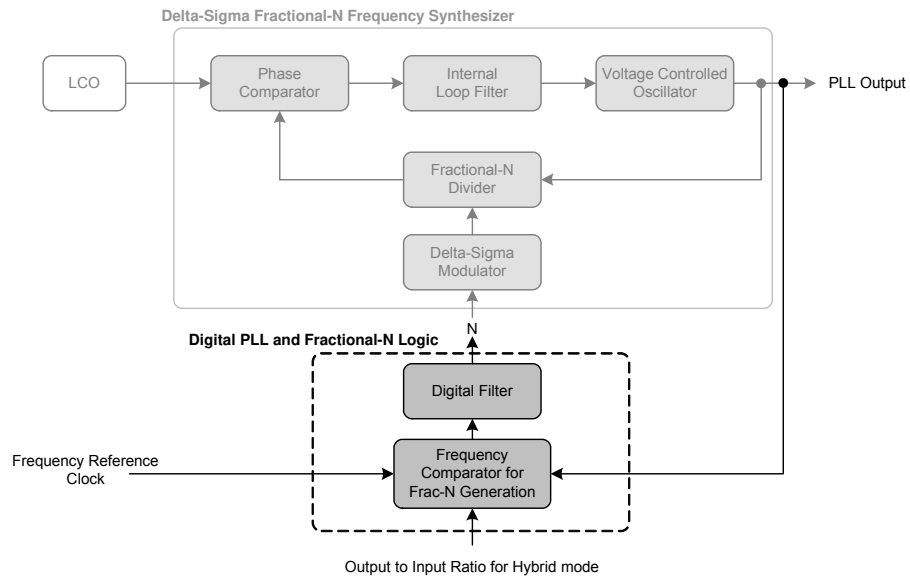 Delta-Sigma Fractional-N Frequency Synthesizer
LCO
Phase
Comparator
Internal
Loop Filter
Voltage Controlled
Oscillator
PLL Output
Fractional-N
Divider
Delta-Sigma
Modulator
N
Digital PLL and Fractional-N Logic
Digital Filter
Frequency Reference
Clock
Frequency
Comparator for
Frac-N Generation
Output to Input Ratio for Hybrid mode